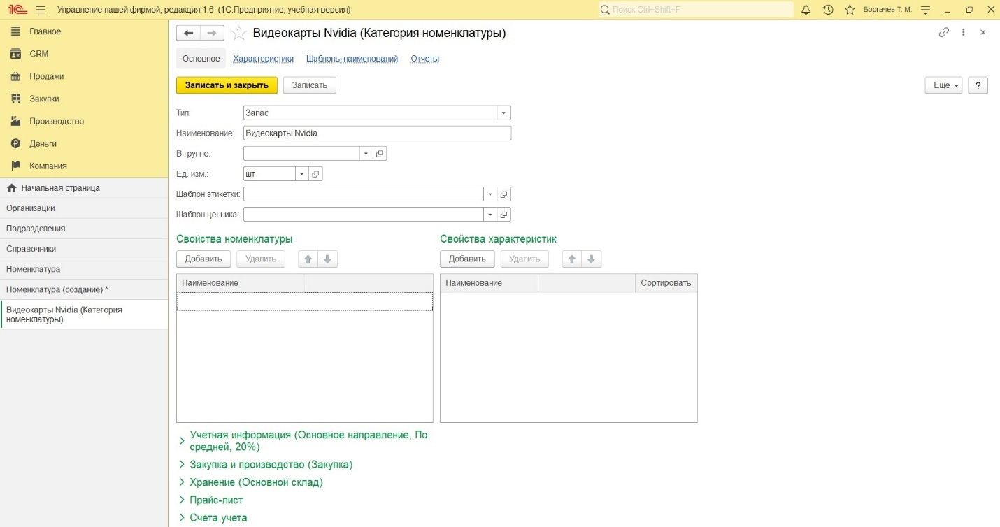 1С Управление нашей фирмой, редакция 1.6 (1С:Предприятие, учебная версия) Поиск Ctrl+Shift+F Боргачев Т. М.
Главное
CRM
Продажи
Закупки
Производство
Деньги
Компания
Начальная страница
Организации
Подразделения
Справочники
Номенклатура
Номенклатура (создание) *
Видеокарты Nvidia (Категория
номенклатуры)
Видеокарты Nvidia (Категория номенклатуры)
Основное Характеристики Шаблоны наименований Отчеты
Записать и закрыть Записать Еще ?
Тип: Запас
Наименование: Видеокарты Nvidia
В группе:
Ед. изм.: шт
Шаблон этикетки:
Шаблон ценника:
Свойства номенклатуры Свойства характеристик
Добавить Удалить Добавить Удалить
Наименование Наименование Сортировать
Учетная информация (Основное направление, По
средней, 20%)
Закупка и производство (Закупка)
Хранение (Основной склад)
Прайс-лист
Счета учета